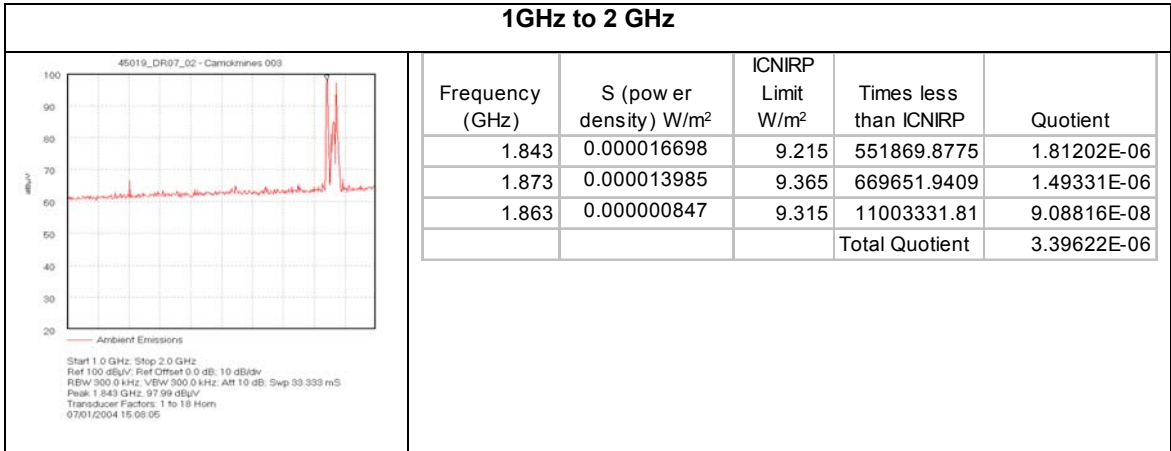 1GHz to 2 GHz
45019_DR07_02 - Carrickmines 003
100
90
80
70
60
50
40
30
20
dBµV
Ambient Emissions
Start 1.0 GHz; Stop 2.0 GHz
Ref 100 dBµV; Ref Offset 0.0 dB; 10 dB/div
RBW 300.0 kHz; VBW 300.0 kHz; Att 10 dB; Swp 33.333 mS
Peak 1.843 GHz, 97.99 dBµV
Transducer Factors: 1 to 18 Horn
07/01/2004 15:08:05
Frequency (GHz) S (pow er density) W/m² ICNIRP Limit W/m² Times less than ICNIRP Quotient
1.843 0.000016698 9.215 551869.8775 1.81202E-06
1.873 0.000013985 9.365 669651.9409 1.49331E-06
1.863 0.000000847 9.315 11003331.81 9.08816E-08
Total Quotient 3.39622E-06